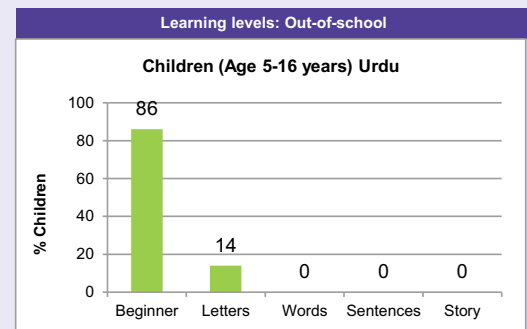 Learning levels: Out-of-school
Children (Age 5-16 years) Urdu
% Children
100
80
60
40
20
0
86
14
0
0
0
Beginner Letters Words Sentences Story